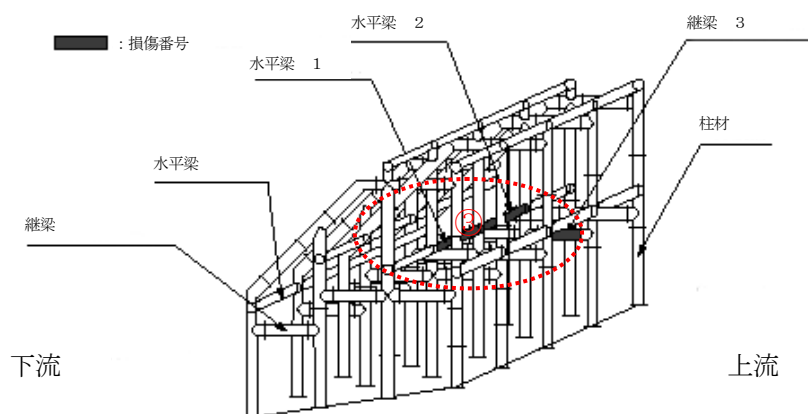 水平梁 2
継梁 3
：損傷番号
水平梁 1
柱材
水平梁
③
継梁
下流
上流